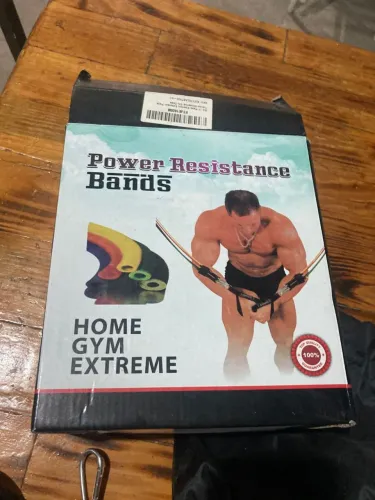 Power Resistance
Bands
HOME
GYM
EXTREME
100%